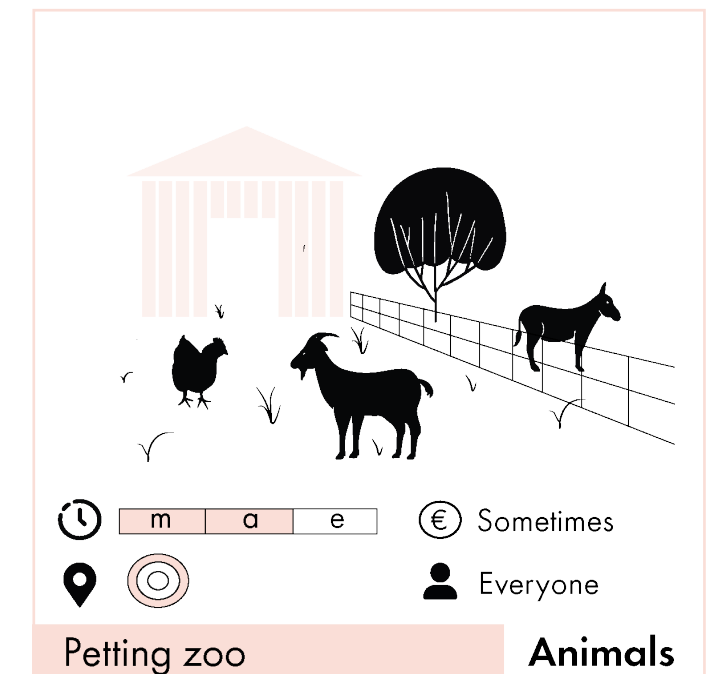 m a e
€ Sometimes
Everyone
Petting zoo
Animals